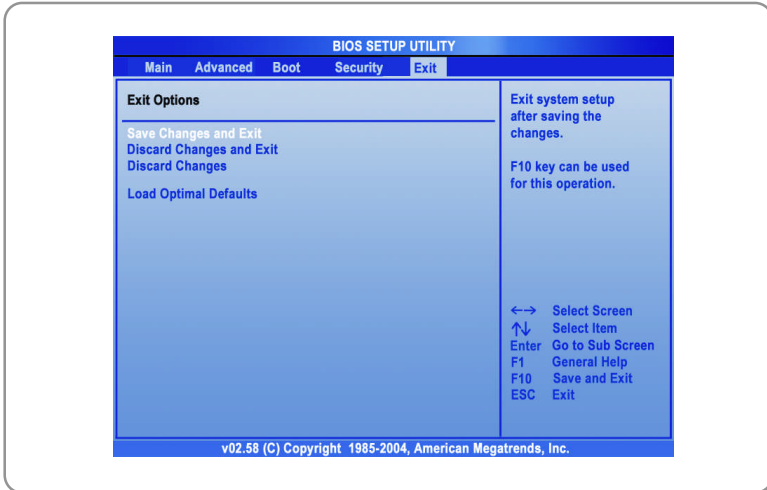 BIOS SETUP UTILITY
Main Advanced Boot Security Exit
Exit Options
Save Changes and Exit
Discard Changes and Exit
Discard Changes
Load Optimal Defaults
Exit system setup
after saving the
changes.
F10 key can be used
for this operation.
←→ Select Screen
↑↓ Select Item
Enter Go to Sub Screen
F1 General Help
F10 Save and Exit
ESC Exit
v02.58 (C) Copyright 1985-2004, American Megatrends, Inc.